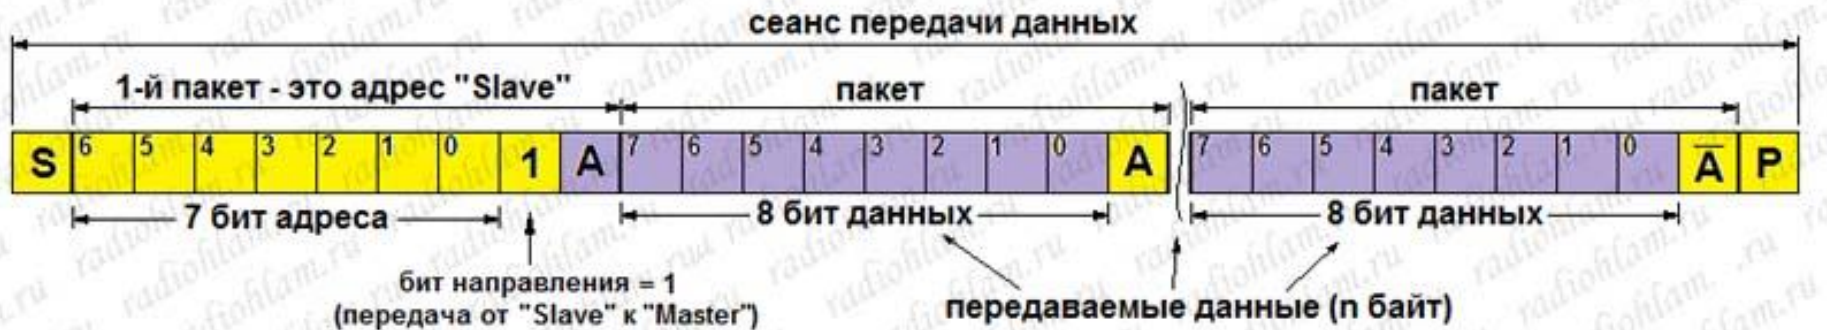 сеанс передачи данных
1-й пакет - это адрес "Slave" пакет пакет
S 6 5 4 3 2 1 0 1 A 7 6 5 4 3 2 1 0 A 7 6 5 4 3 2 1 0 A̅ P
7 бит адреса 8 бит данных 8 бит данных
бит направления = 1
(передача от "Slave" к "Master")
передаваемые данные (n байт)
radiohlam.ru